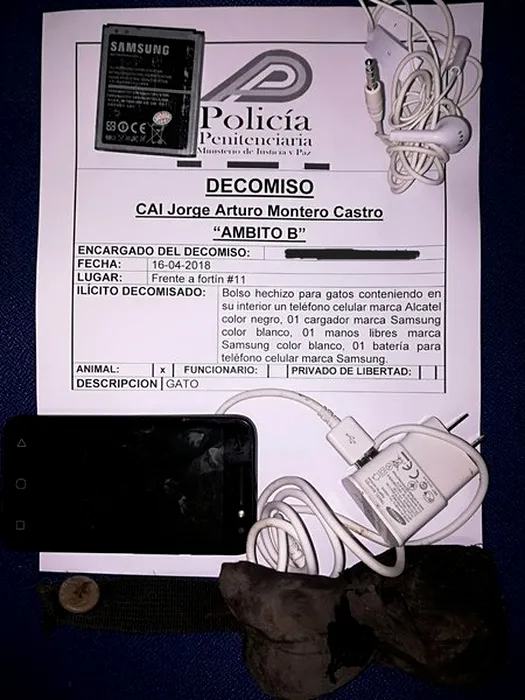 SAMSUNG
Policía
Penitenciaria
Ministerio de Justicia y Paz
DECOMISO
CAI Jorge Arturo Montero Castro
“AMBITO B”
ENCARGADO DEL DECOMISO:
FECHA: 16-04-2018
LUGAR: Frente a fortín #11
ILÍCITO DECOMISADO: Bolso hechizo para gatos conteniendo en
su interior un teléfono celular marca Alcatel
color negro, 01 cargador marca Samsung
color blanco, 01 manos libres marca
Samsung color blanco, 01 batería para
teléfono celular marca Samsung.
ANIMAL: x FUNCIONARIO: PRIVADO DE LIBERTAD:
DESCRIPCION GATO